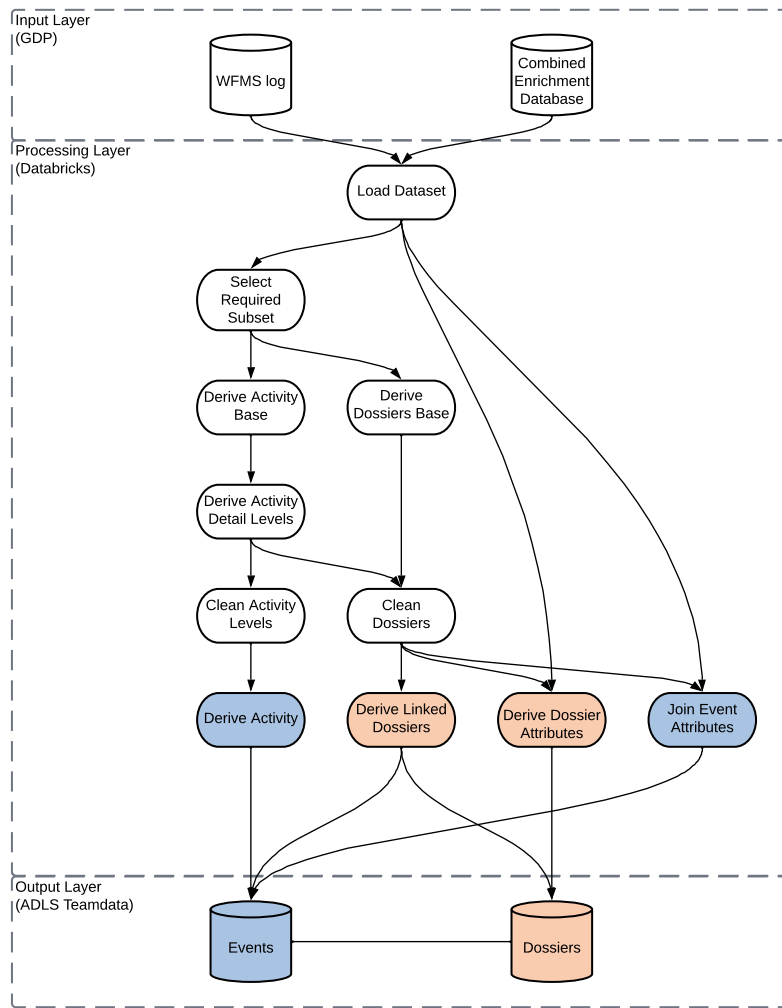 Input Layer
(GDP)
WFMS log
Combined
Enrichment
Database
Processing Layer
(Databricks)
Load Dataset
Select
Required
Subset
Derive Activity
Base
Derive
Dossiers Base
Derive Activity
Detail Levels
Clean Activity
Levels
Clean
Dossiers
Derive Activity
Derive Linked
Dossiers
Derive Dossier
Attributes
Join Event
Attributes
Output Layer
(ADLS Teamdata)
Events
Dossiers